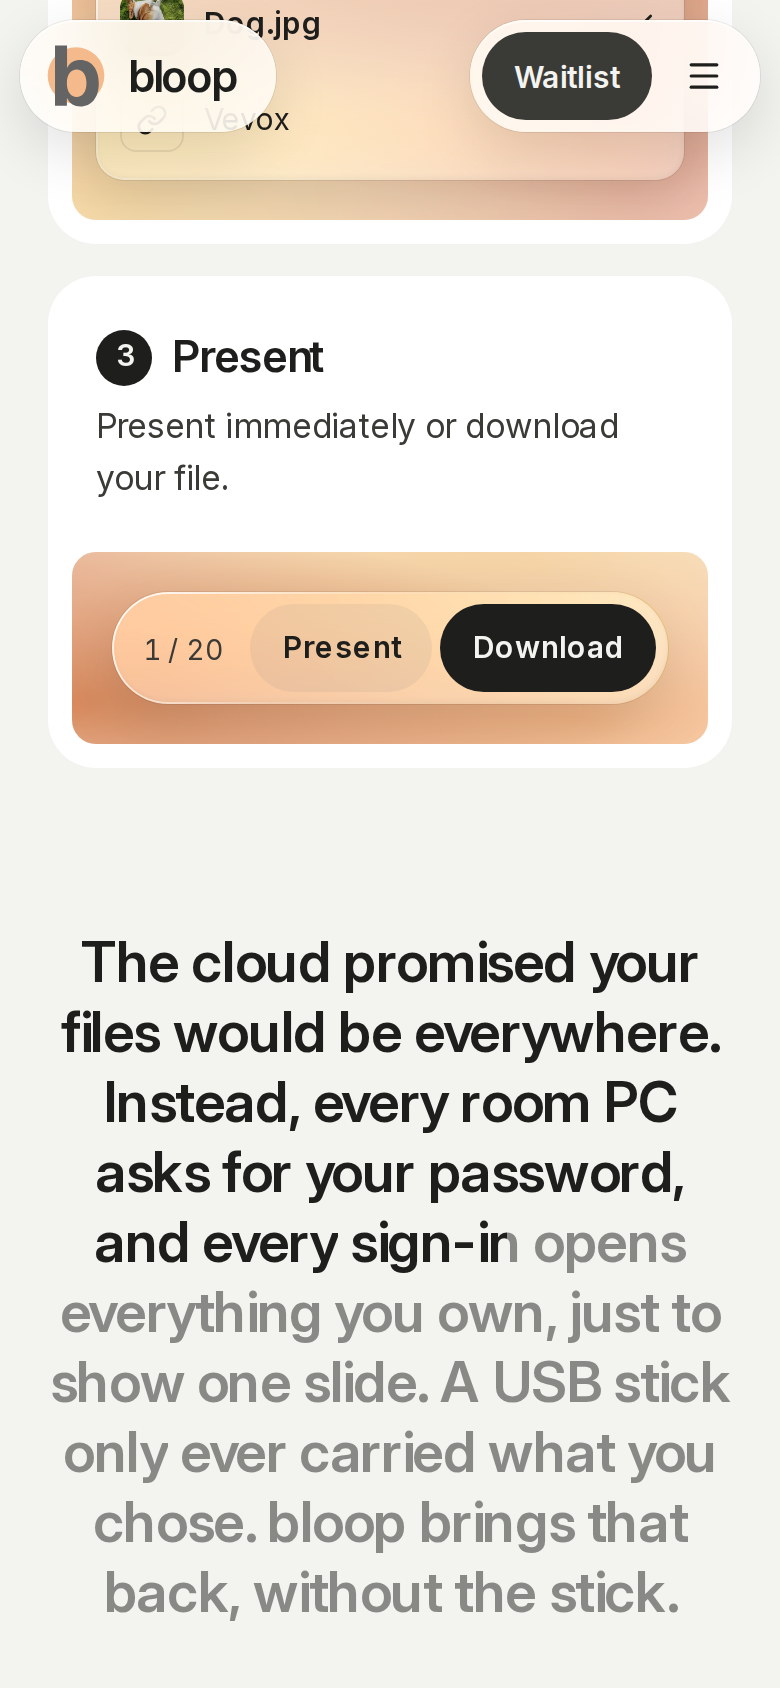 Dog.jpg
bloop
Waitlist
Vevox
3 Present
Present immediately or download
your file.
1 / 20 Present Download
The cloud promised your
files would be everywhere.
Instead, every room PC
asks for your password,
and every sign-in opens
everything you own, just to
show one slide. A USB stick
only ever carried what you
chose. bloop brings that
back, without the stick.